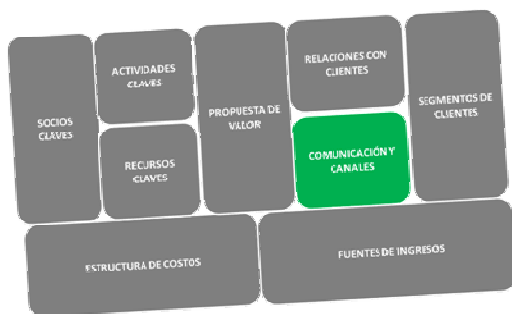 SOCIOS
CLAVES
ACTIVIDADES
CLAVES
RECURSOS
CLAVES
PROPUESTA DE
VALOR
RELACIONES CON
CLIENTES
COMUNICACIÓN Y
CANALES
SEGMENTOS DE
CLIENTES
ESTRUCTURA DE COSTOS
FUENTES DE INGRESOS